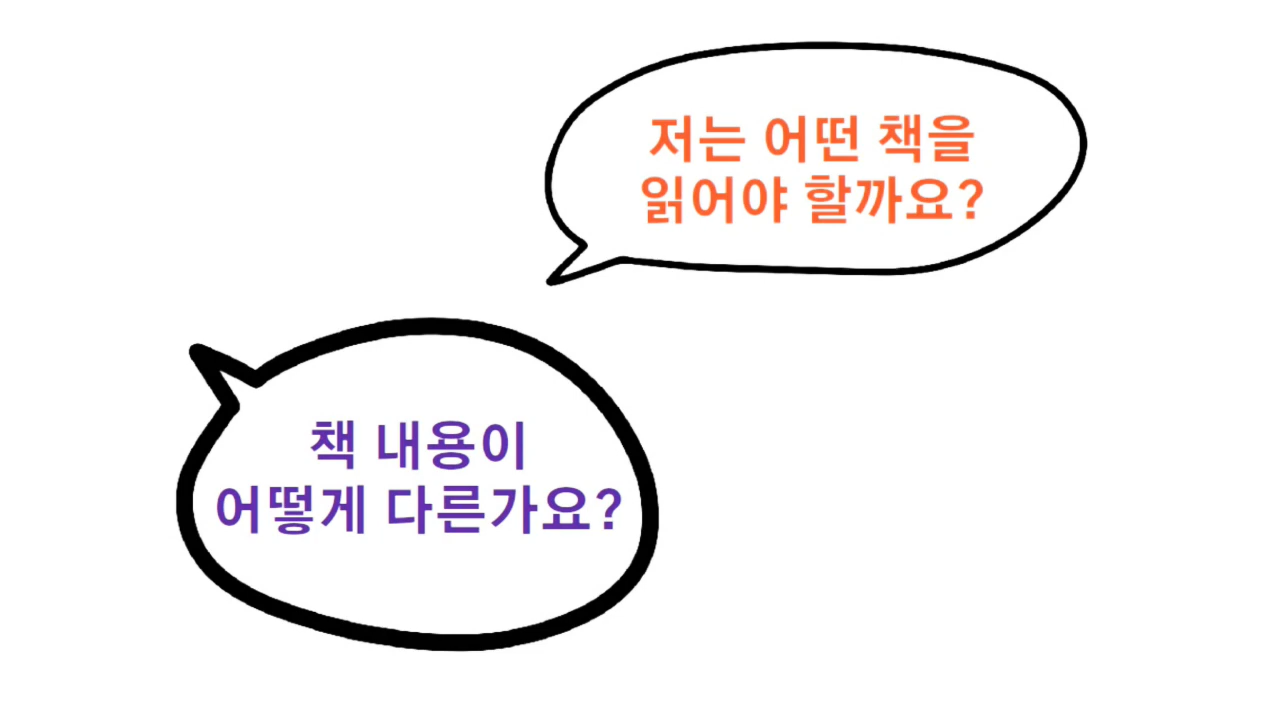 저는 어떤 책을
읽어야 할까요?
책 내용이
어떻게 다른가요?